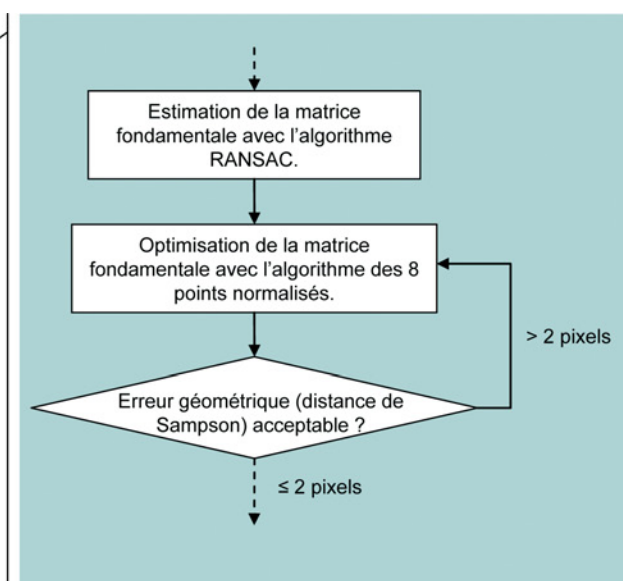 Estimation de la matrice
fondamentale avec l'algorithme
RANSAC.
Optimisation de la matrice
fondamentale avec l'algorithme des 8
points normalisés.
> 2 pixels
Erreur géométrique (distance de
Sampson) acceptable ?
≤ 2 pixels